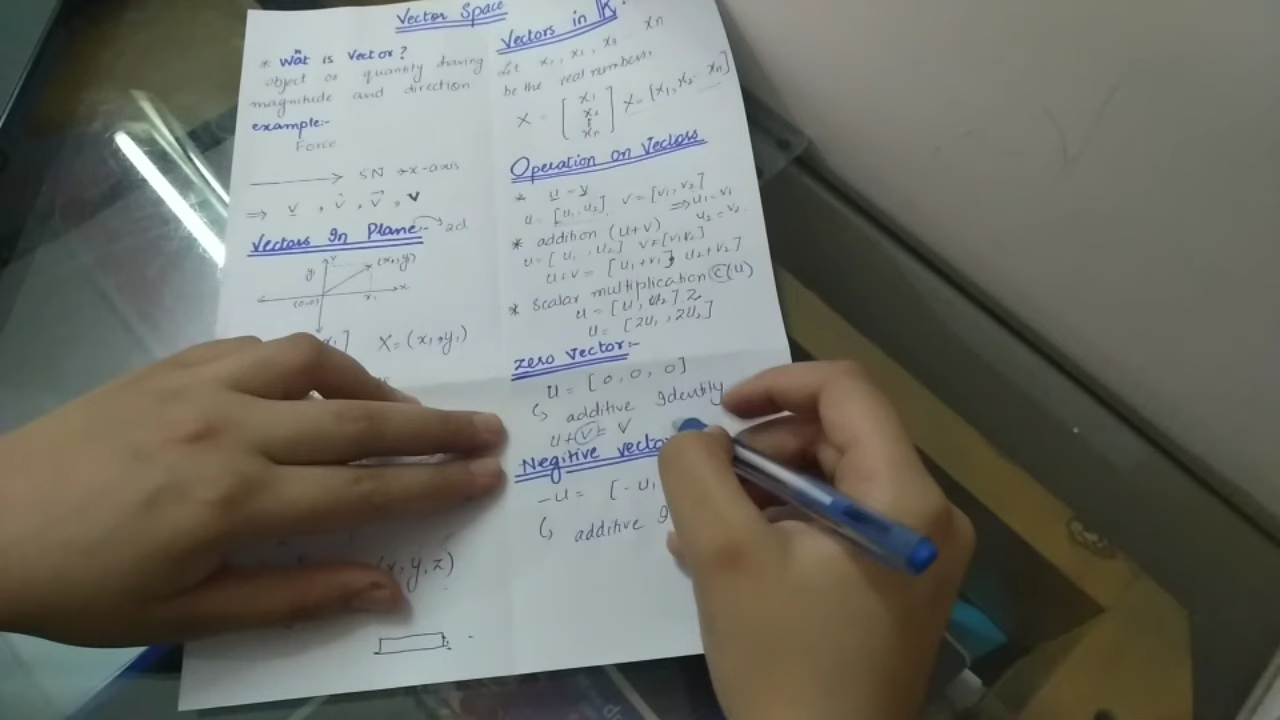 Vector Space
* Wat is Vector?
n
object or quantity having
magnitude and direction
example:-
Force
5N → x-axis
⇒ v, v̂, v⃗, v
Vectors In Plane:- → 2d
y
(x1,y1)
(0,0)
x1
x
X = (x1, y1)
(x, y, z)
Vectors in ℝ
Let x1, x2, x3 xn
be the real numbers.
X = [x1 x2 xn] X = [x1, x2 ... xn]
Operation on Vectors
* u = v
u = [u1, u2] v = [v1, v2]
⇒ u1 = v1
u2 = v2
* addition (u+v)
u = [u1, u2] v = [v1 v2]
u+v = [u1+v1, u2+v2]
* Scalar multiplication c(u)
u = [u1, u2] 2
u = [2u1, 2u2]
zero vector:-
U = [0, 0, 0]
↳ additive Identity
u + v = v
Negitive vecto
-u = [-u1
↳ additive I